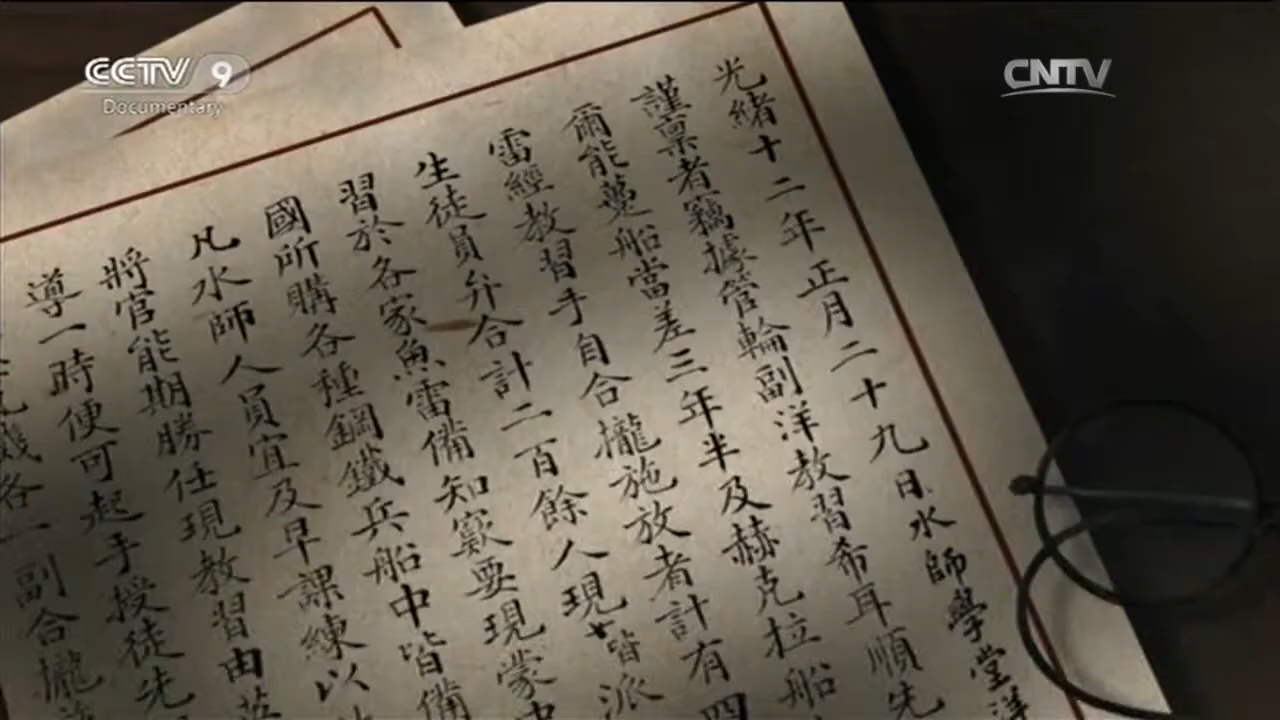 CCTV 9
Documentary
CNTV
光緒十二年正月二十九日水師學堂洋
謹稟者竊據管輪副洋教習希耳順先
爾能蔓船當差三年半及赫克拉船
雷經教習手自合攏施放者計有四
生徒員弁合計二百餘人現皆派
習於各家魚雷備知竅要現蒙
國所購各種鋼鐵兵船中皆備
凡水師人員宜及早課練以
將官能期勝任現教習由
導一時便可起手授徒先
機各一副合攏